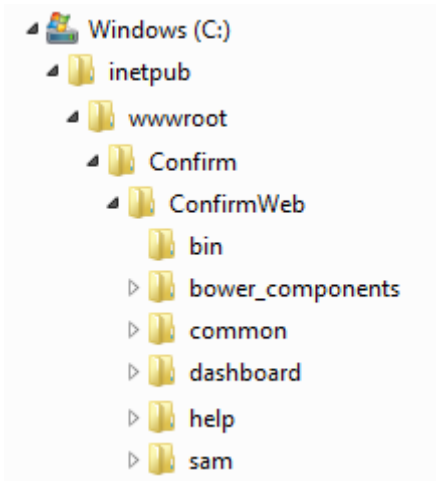 Windows (C:)
inetpub
wwwroot
Confirm
ConfirmWeb
bin
bower_components
common
dashboard
help
sam